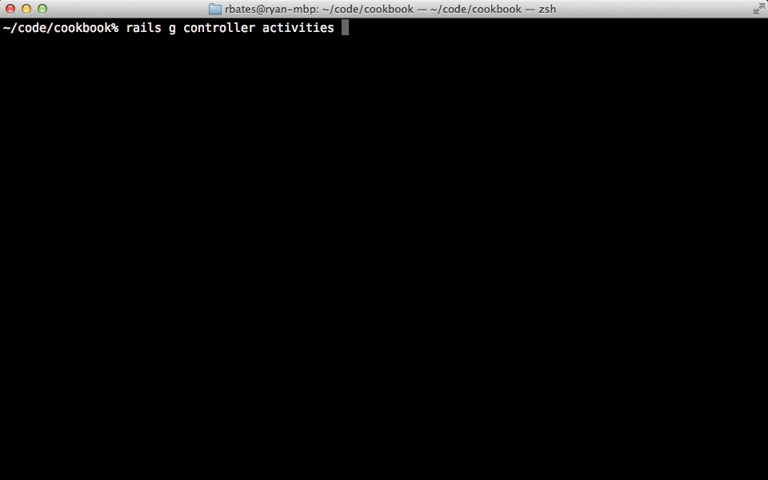 rbates@ryan-mbp: ~/code/cookbook — ~/code/cookbook — zsh
~/code/cookbook% rails g controller activities